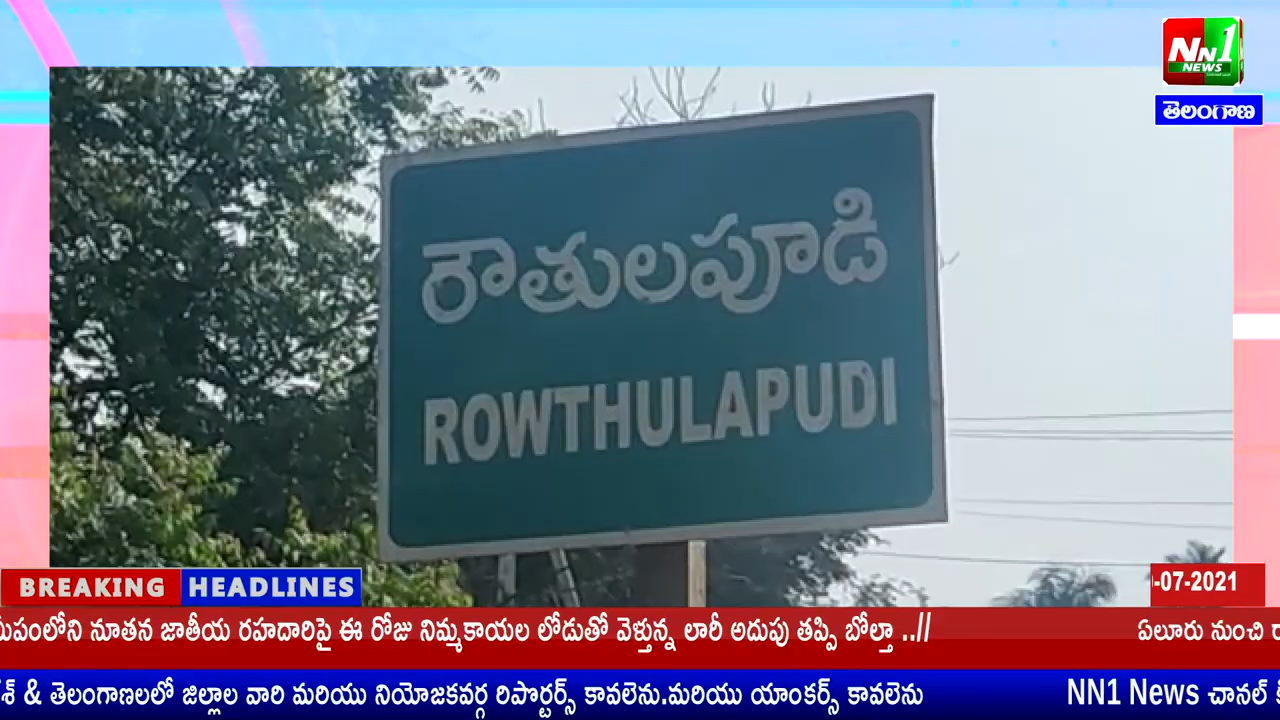 NN1
NEWS
తెలంగాణ
రౌతులపూడి
ROWTHULAPUDI
BREAKING HEADLINES
-07-2021
నూతన జాతీయ రహదారిపై ఈ రోజు నిమ్మకాయల లోడుతో వెళ్తున్న లారీ అదుపు తప్పి బోల్తా ..// ఏలూరు నుంచి
& తెలంగాణలలో జిల్లాల వారి మరియు నియోజకవర్గ రిపొర్టర్స్ కావలెను.మరియు యాంకర్స్ కావలెను NN1 News చానల్